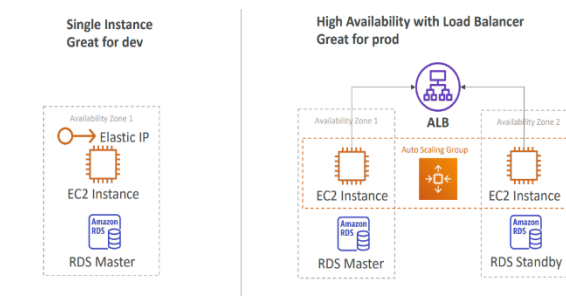 Single Instance
Great for dev
Availability Zone 1
Elastic IP
EC2 Instance
Amazon
RDS
RDS Master
High Availability with Load Balancer
Great for prod
ALB
Availability Zone 1
Availability Zone 2
Auto Scaling Group
EC2 Instance
EC2 Instance
Amazon
RDS
Amazon
RDS
RDS Master
RDS Standby